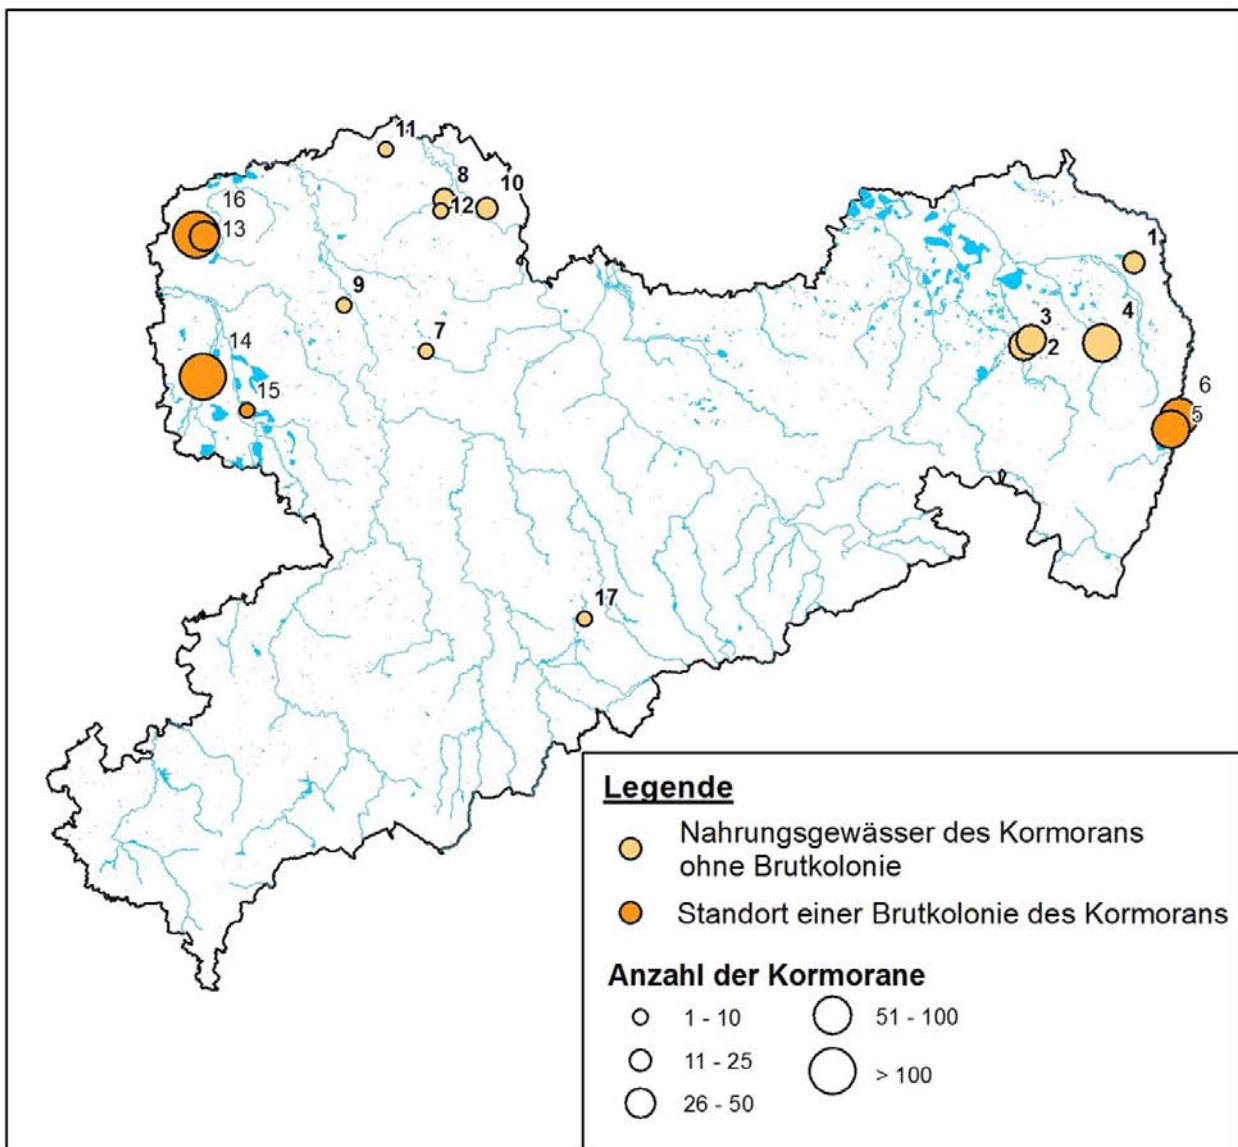 11
8
10
12
16
13
1
9
7
3
2
4
14
15
6
5
17
Legende
Nahrungsgewässer des Kormorans
ohne Brutkolonie
Standort einer Brutkolonie des Kormorans
Anzahl der Kormorane
1 - 10
51 - 100
11 - 25
> 100
26 - 50